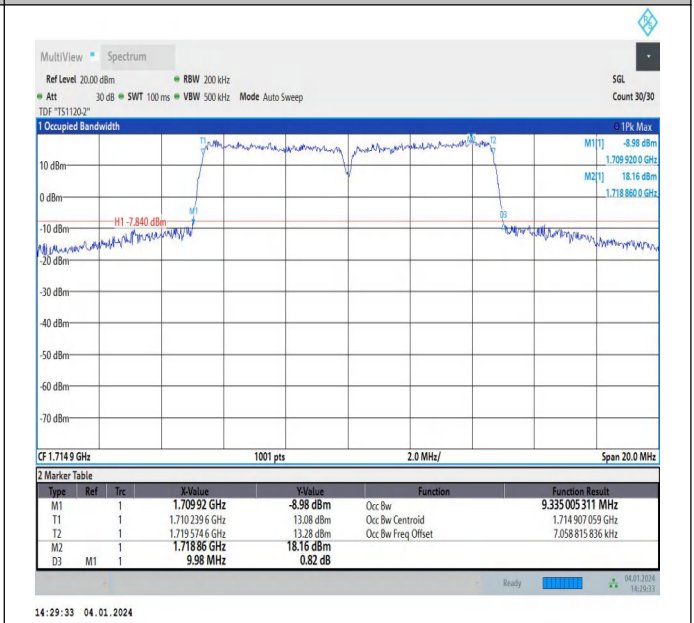 MultiView Spectrum
Ref Level 20.00 dBm RBW 200 kHz SGL
Att 30 dB SWT 100 ms VBW 500 kHz Mode Auto Sweep Count 30/30
TDF "TS1120-2"
1 Occupied Bandwidth 1Pk Max
M1[1] -8.98 dBm
1.709 920 0 GHz
M2[1] 18.16 dBm
1.718 860 0 GHz
T1
M2
T2
10 dBm
0 dBm
M1
D3
H1 -7.840 dBm
-10 dBm
-20 dBm
-30 dBm
-40 dBm
-50 dBm
-60 dBm
-70 dBm
CF 1.714 9 GHz 1001 pts 2.0 MHz/ Span 20.0 MHz
2 Marker Table
Type Ref Trc X-Value Y-Value Function Function Result
M1 1 1.709 92 GHz -8.98 dBm Occ Bw 9.335 005 311 MHz
T1 1 1.710 239 6 GHz 13.08 dBm Occ Bw Centroid 1.714 907 059 GHz
T2 1 1.719 574 6 GHz 13.28 dBm Occ Bw Freq Offset 7.058 815 836 kHz
M2 1 1.718 86 GHz 18.16 dBm
D3 M1 1 9.98 MHz 0.82 dB
Ready 04.01.2024
14:29:33
14:29:33 04.01.2024